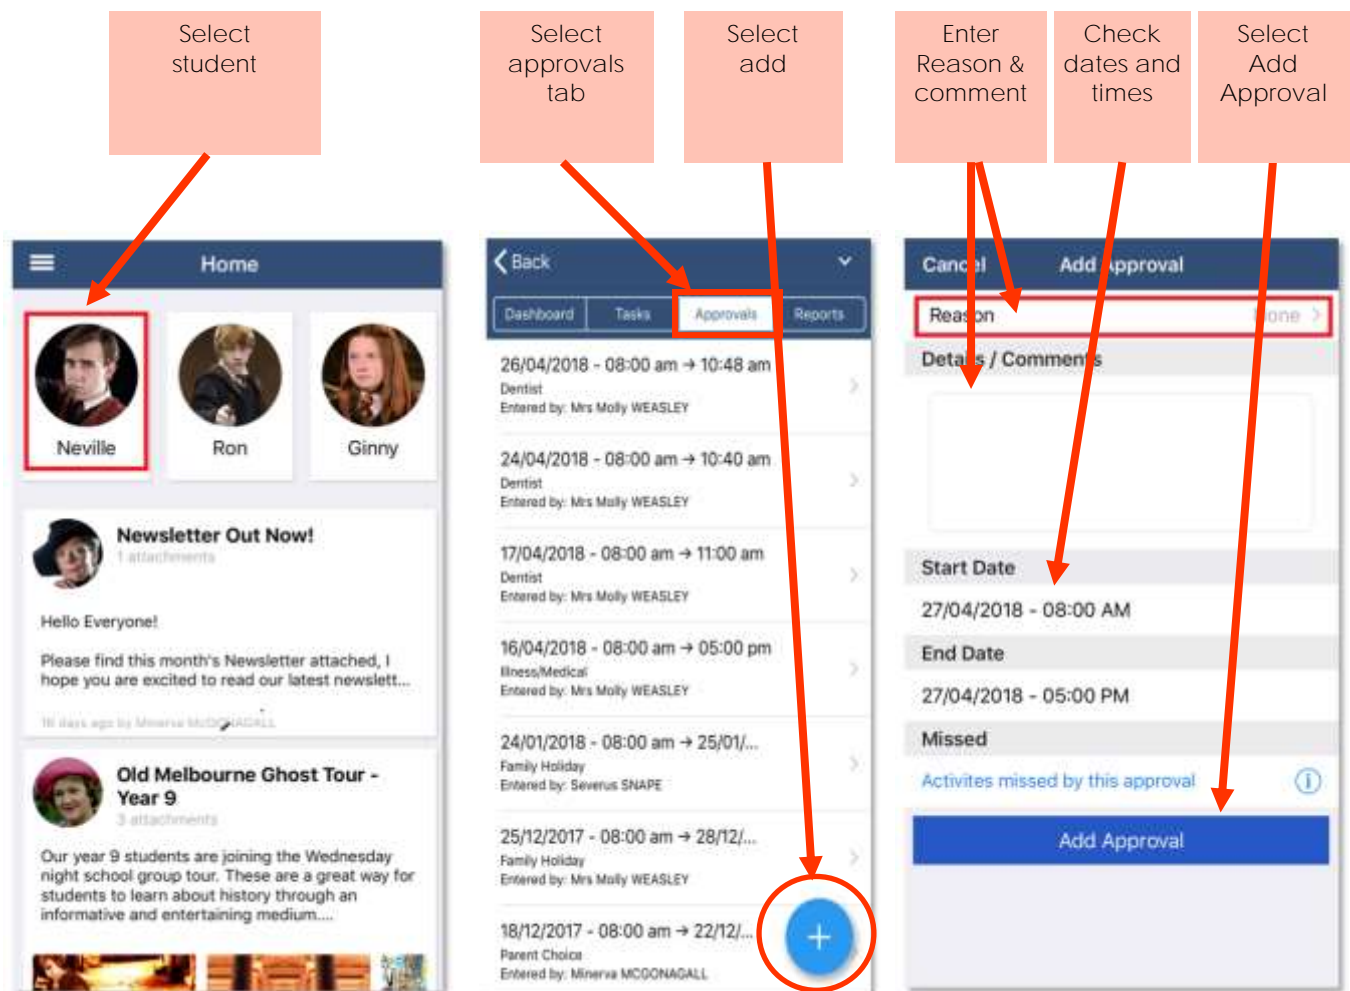 Select
student
Select
approvals
tab
Select
add
Enter
Reason &
comment
Check
dates and
times
Select
Add
Approval
Home
Neville
Ron
Ginny
Newsletter Out Now!
1 attachments
Hello Everyone!
Please find this month's Newsletter attached, I
hope you are excited to read our latest newslett...
16 days ago by Minerva McGONAGALL
Old Melbourne Ghost Tour -
Year 9
3 attachments
Our year 9 students are joining the Wednesday
night school group tour. These are a great way for
students to learn about history through an
informative and entertaining medium....
Back
Dashboard
Tasks
Approvals
Reports
26/04/2018 - 08:00 am → 10:48 am
Dentist
Entered by: Mrs Molly WEASLEY
24/04/2018 - 08:00 am → 10:40 am
Dentist
Entered by: Mrs Molly WEASLEY
17/04/2018 - 08:00 am → 11:00 am
Dentist
Entered by: Mrs Molly WEASLEY
16/04/2018 - 08:00 am → 05:00 pm
Illness/Medical
Entered by: Mrs Molly WEASLEY
24/01/2018 - 08:00 am → 25/01/...
Family Holiday
Entered by: Severus SNAPE
25/12/2017 - 08:00 am → 28/12/...
Family Holiday
Entered by: Mrs Molly WEASLEY
18/12/2017 - 08:00 am → 22/12/...
Parent Choice
Entered by: Minerva MCGONAGALL
Cancel
Add Approval
Reason
None
Details / Comments
Start Date
27/04/2018 - 08:00 AM
End Date
27/04/2018 - 05:00 PM
Missed
Activites missed by this approval
Add Approval